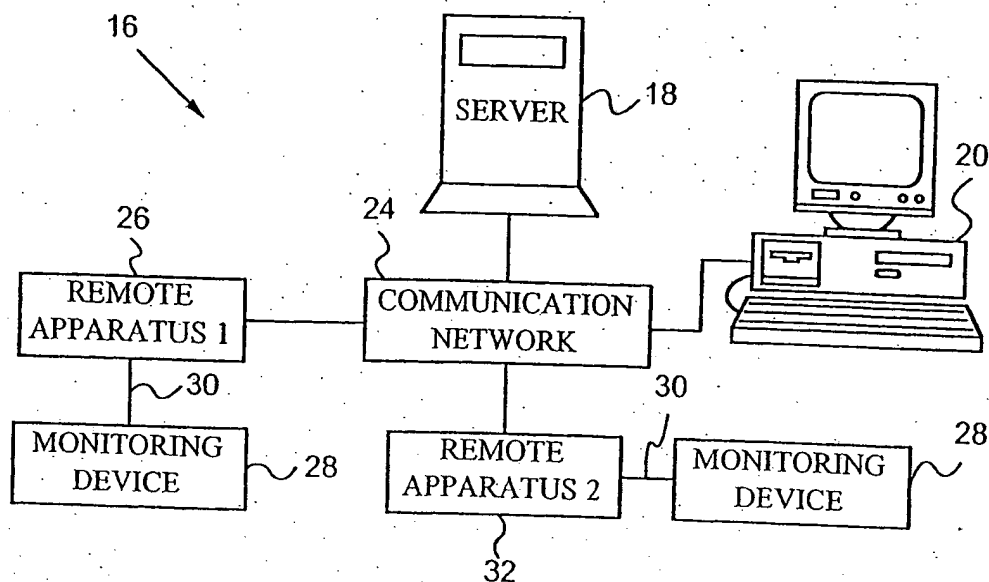 16
SERVER
18
20
24
26
REMOTE
APPARATUS 1
COMMUNICATION
NETWORK
30
MONITORING
DEVICE
28
REMOTE
APPARATUS 2
30
MONITORING
DEVICE
28
32